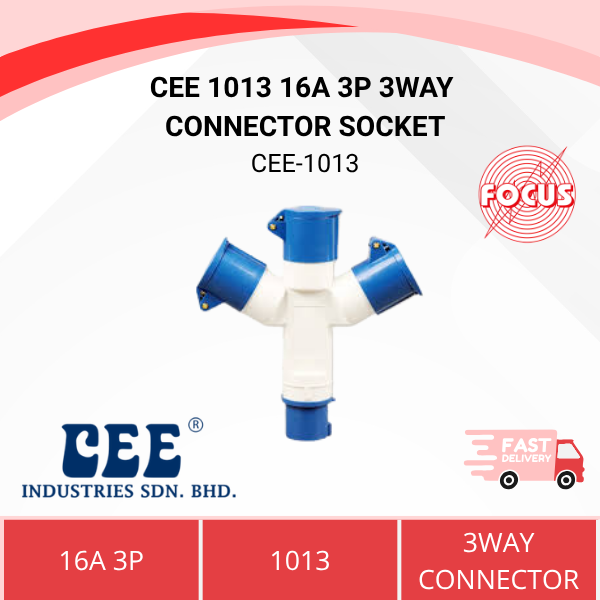 CEE 1013 16A 3P 3WAY
CONNECTOR SOCKET
CEE-1013
FOCUS
CEE ®
INDUSTRIES SDN. BHD.
FAST
DELIVERY
16A 3P
1013
3WAY
CONNECTOR